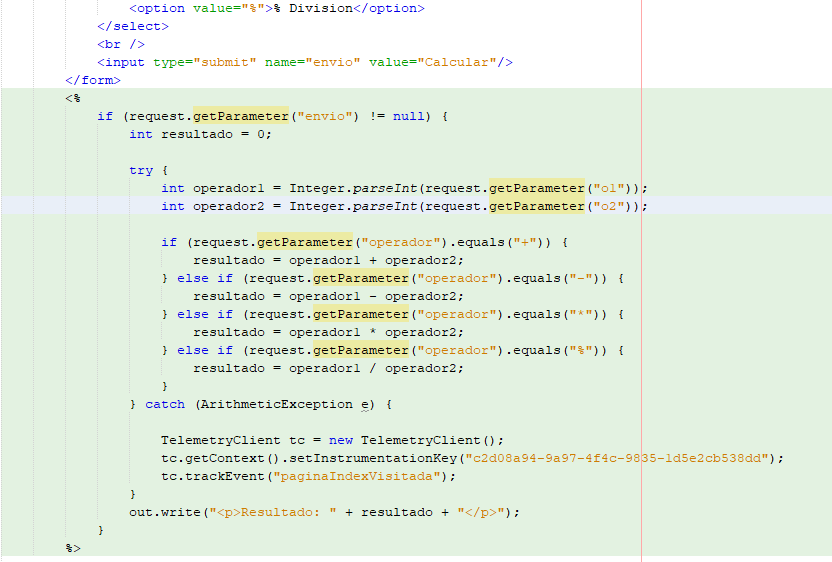 <option value="%">% Division</option>
</select>
<br />
<input type="submit" name="envio" value="Calcular"/>
</form>
<%
if (request.getParameter("envio") != null) {
int resultado = 0;
try {
int operador1 = Integer.parseInt(request.getParameter("o1"));
int operador2 = Integer.parseInt(request.getParameter("o2"));
if (request.getParameter("operador").equals("+")) {
resultado = operador1 + operador2;
} else if (request.getParameter("operador").equals("-")) {
resultado = operador1 - operador2;
} else if (request.getParameter("operador").equals("*")) {
resultado = operador1 * operador2;
} else if (request.getParameter("operador").equals("%")) {
resultado = operador1 / operador2;
}
} catch (ArithmeticException e) {
TelemetryClient tc = new TelemetryClient();
tc.getContext().setInstrumentationKey("c2d08a94-9a97-4f4c-9835-1d5e2cb538dd");
tc.trackEvent("paginaIndexVisitada");
}
out.write("<p>Resultado: " + resultado + "</p>");
}
%>